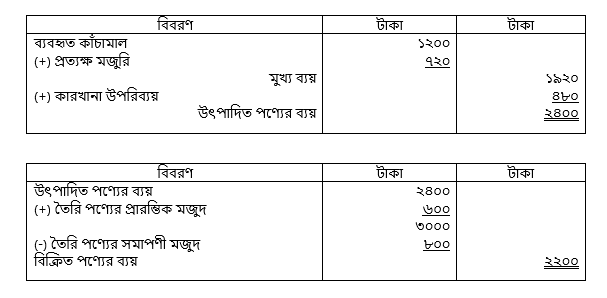 বিবরণ টাকা টাকা
ব্যবহৃত কাঁচামাল ১২০০
(+) প্রত্যক্ষ মজুরি ৭২০
মুখ্য ব্যয় ১৯২০
(+) কারখানা উপরিব্যয় ৪৮০
উৎপাদিত পণ্যের ব্যয় ২৪০০
বিবরণ টাকা টাকা
উৎপাদিত পণ্যের ব্যয় ২৪০০
(+) তৈরি পণ্যের প্রারম্ভিক মজুদ ৬০০
৩০০০
(-) তৈরি পণ্যের সমাপণী মজুদ ৮০০
বিক্রিত পণ্যের ব্যয় ২২০০